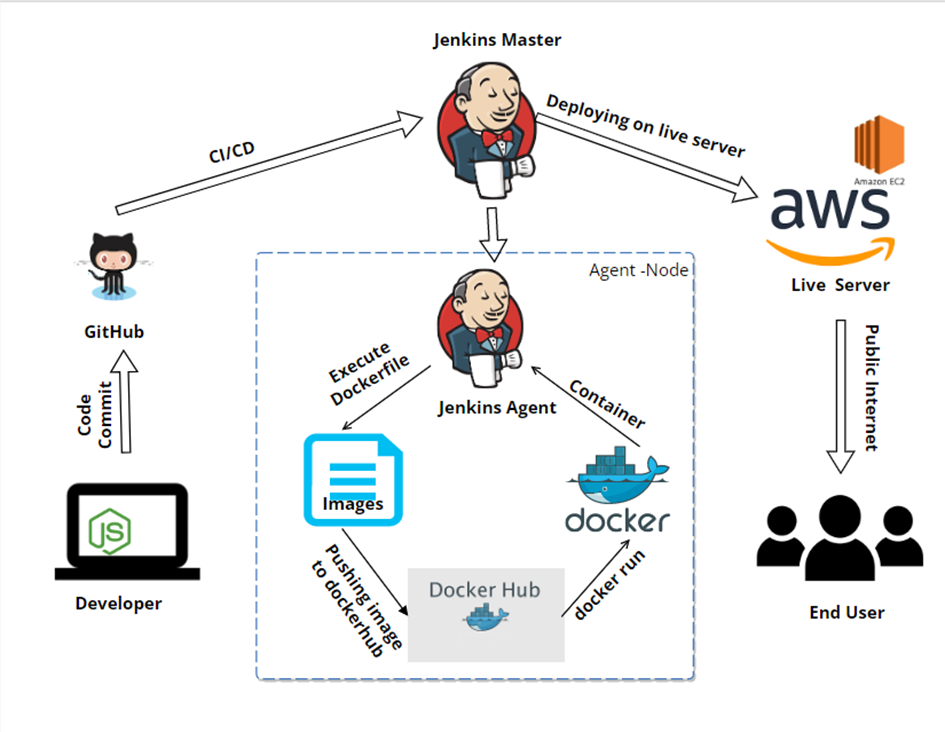 Jenkins Master
CI/CD
Deploying on live server
Amazon EC2
aws
Live Server
GitHub
Code
Commit
JS
Developer
Agent -Node
Jenkins Agent
Execute
Dockerfile
Images
Pushing image
to dockerhub
Docker Hub
docker run
docker
Container
Public Internet
End User